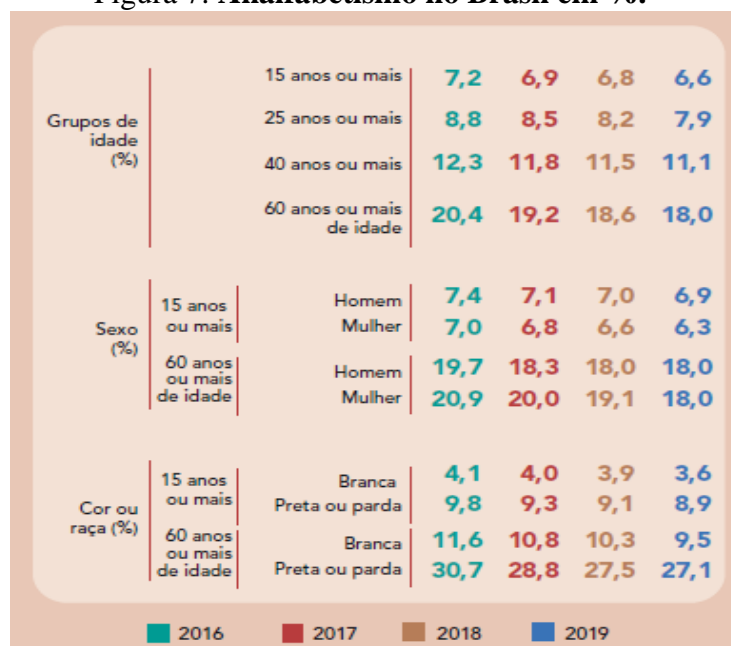 Figura 7: Analfabetismo no Brasil em %.
15 anos ou mais 7,2 6,9 6,8 6,6
Grupos de idade (%)
25 anos ou mais 8,8 8,5 8,2 7,9
40 anos ou mais 12,3 11,8 11,5 11,1
60 anos ou mais
de idade 20,4 19,2 18,6 18,0
Sexo
(%)
15 anos
ou mais
Homem 7,4 7,1 7,0 6,9
Mulher 7,0 6,8 6,6 6,3
60 anos
ou mais
de idade
Homem 19,7 18,3 18,0 18,0
Mulher 20,9 20,0 19,1 18,0
Cor ou
raça (%)
15 anos
ou mais
Branca 4,1 4,0 3,9 3,6
Preta ou parda 9,8 9,3 9,1 8,9
60 anos
ou mais
de idade
Branca 11,6 10,8 10,3 9,5
Preta ou parda 30,7 28,8 27,5 27,1
2016 2017 2018 2019